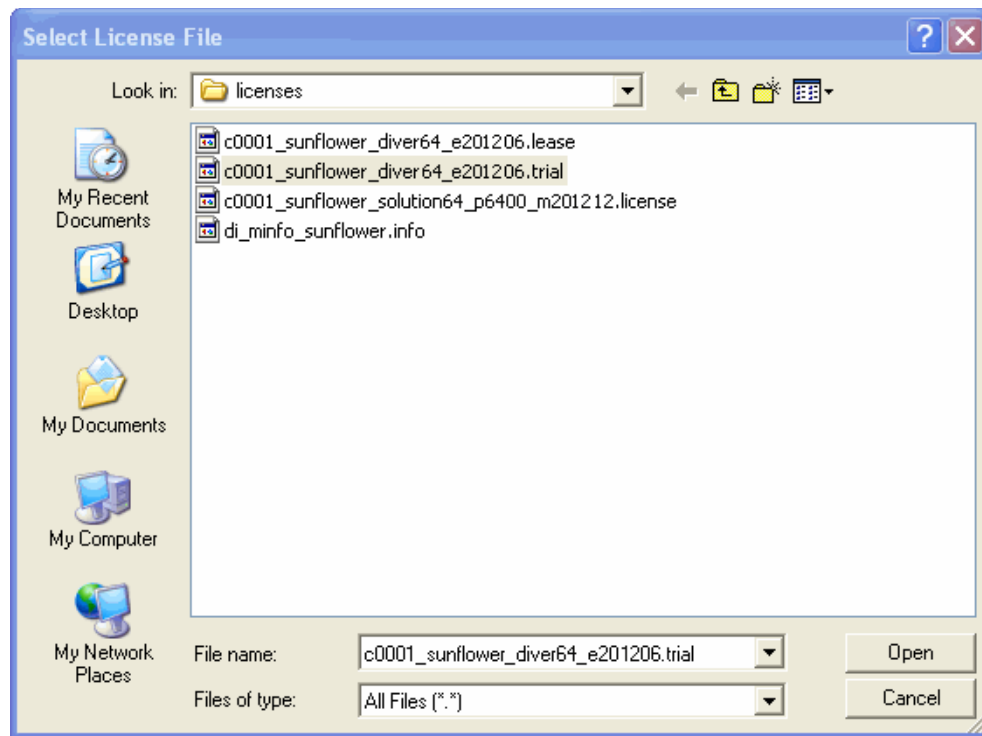 Select License File
Look in: licenses
c0001_sunflower_diver64_e201206.lease
c0001_sunflower_diver64_e201206.trial
c0001_sunflower_solution64_p6400_m201212.license
di_minfo_sunflower.info
My Recent
Documents
Desktop
My Documents
My Computer
My Network
Places
File name: c0001_sunflower_diver64_e201206.trial Open
Files of type: All Files (*.*) Cancel